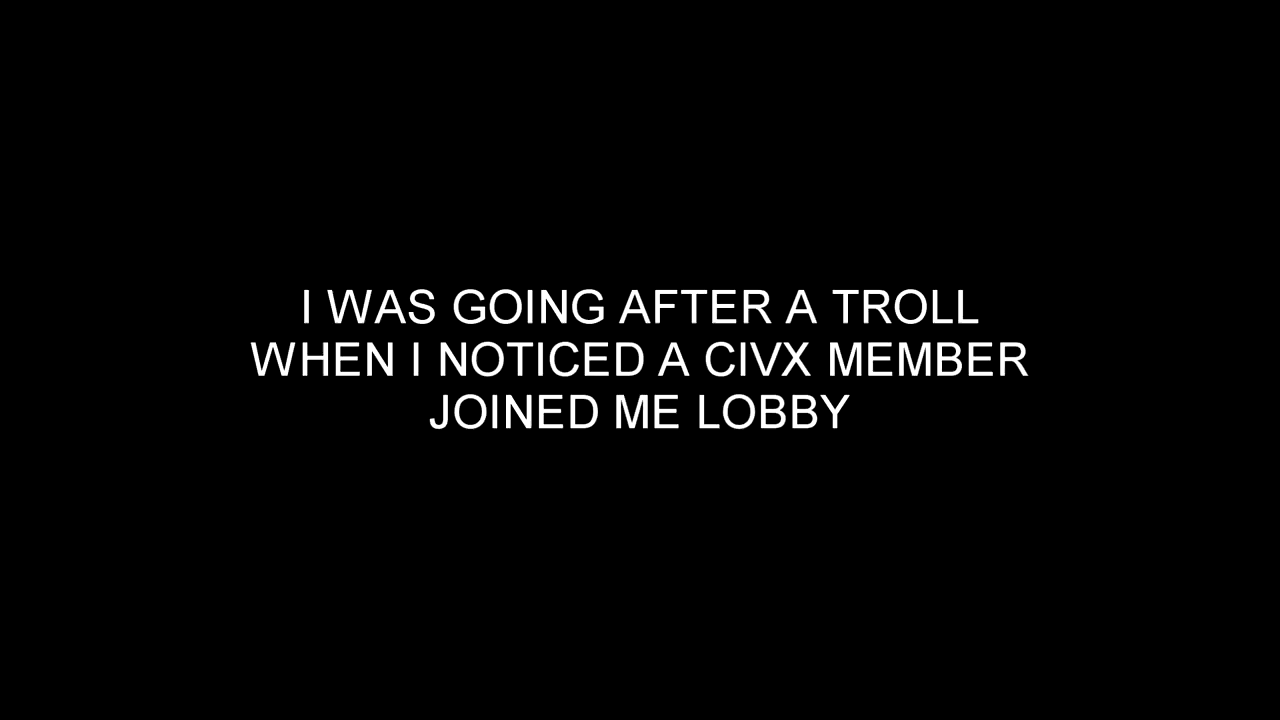 I WAS GOING AFTER A TROLL
WHEN I NOTICED A CIVX MEMBER
JOINED ME LOBBY